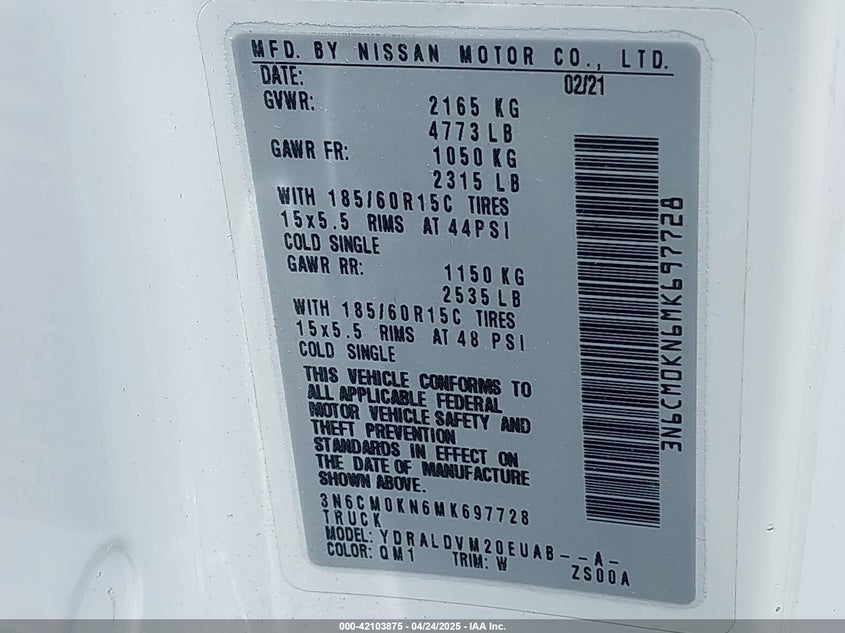 MFD. BY NISSAN MOTOR CO., LTD.
DATE: 02/21
GVWR: 2165 KG
4773 LB
GAWR FR: 1050 KG
2315 LB
WITH 185/60R15C TIRES
15x5.5 RIMS AT 44PSI
COLD SINGLE
GAWR RR: 1150 KG
2535 LB
WITH 185/60R15C TIRES
15x5.5 RIMS AT 48 PSI
COLD SINGLE
THIS VEHICLE CONFORMS TO
ALL APPLICABLE FEDERAL
MOTOR VEHICLE SAFETY AND
THEFT PREVENTION
STANDARDS IN EFFECT ON
THE DATE OF MANUFACTURE
SHOWN ABOVE.
3N6CM0KN6MK697728
TRUCK
MODEL: YDRALDVM20EUAB--A-
COLOR: QM1 TRIM: W ZS00A
3N6CM0KN6MK697728
000-42103875 - 04/24/2025 - IAA Inc.